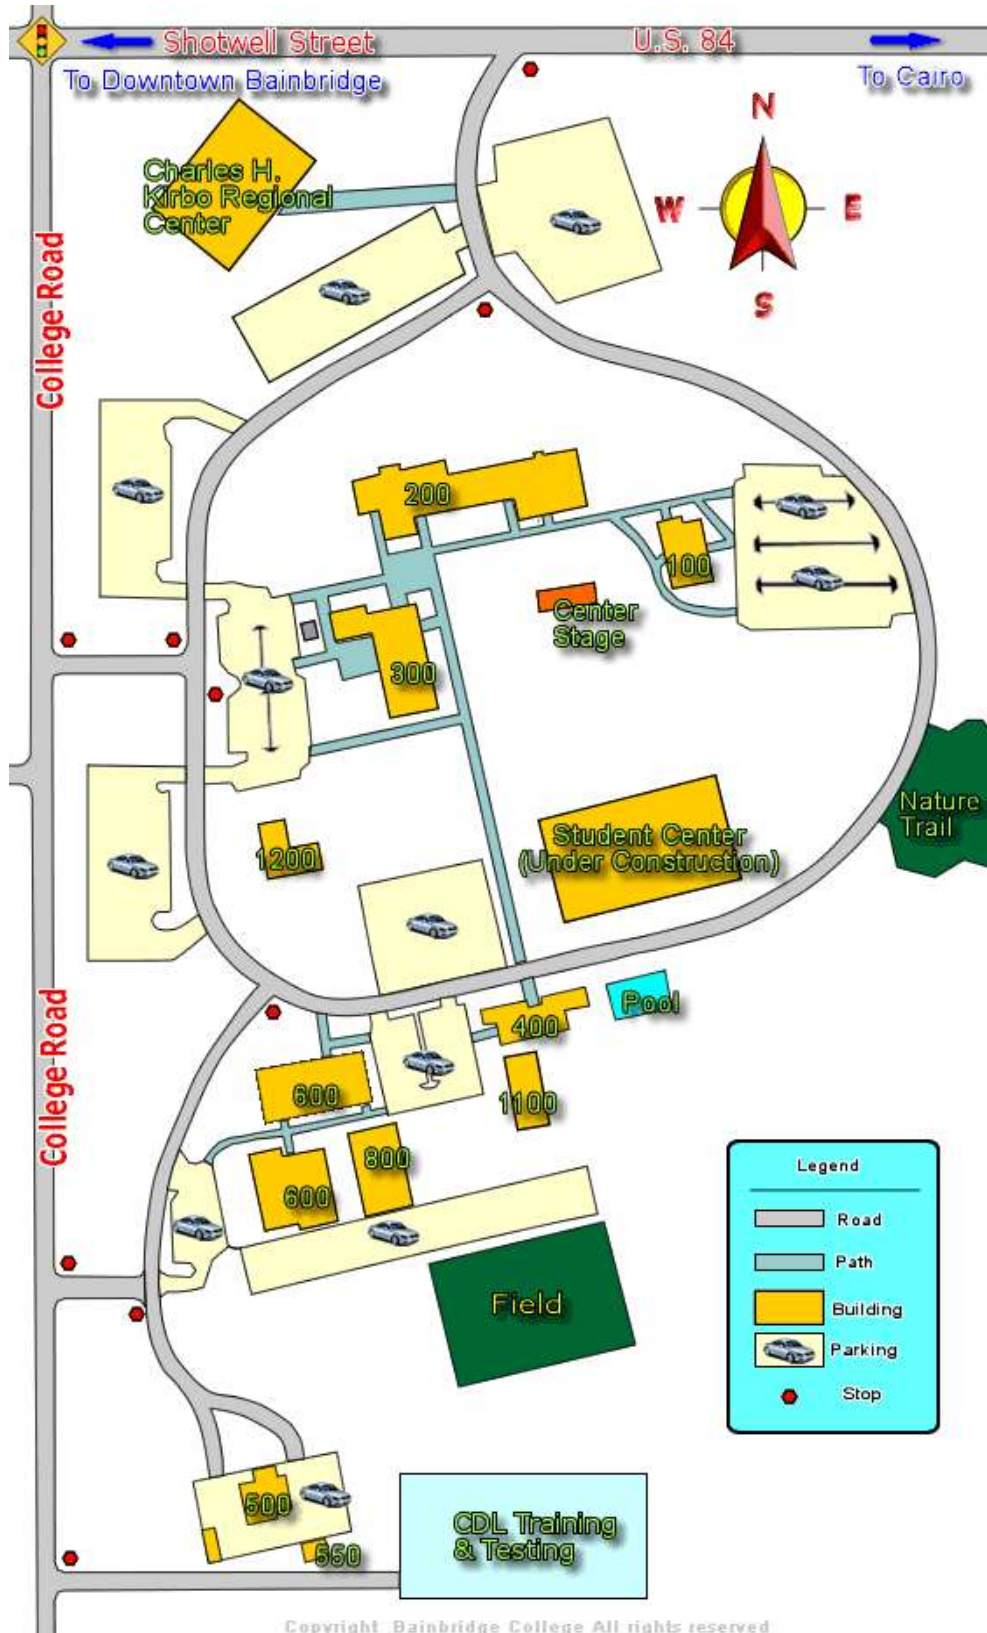 Shotwell Street
U.S. 84
To Downtown Bainbridge
To Cairo
N
W
E
S
Charles H.
Kirbo Regional
Center
College Road
200
100
Center
Stage
300
Nature
Trail
Student Center
(Under Construction)
1200
College Road
Pool
400
600
1100
800
600
Field
Legend
Road
Path
Building
Parking
Stop
500
550
CDL Training
& Testing
Copyright Bainbridge College All rights reserved